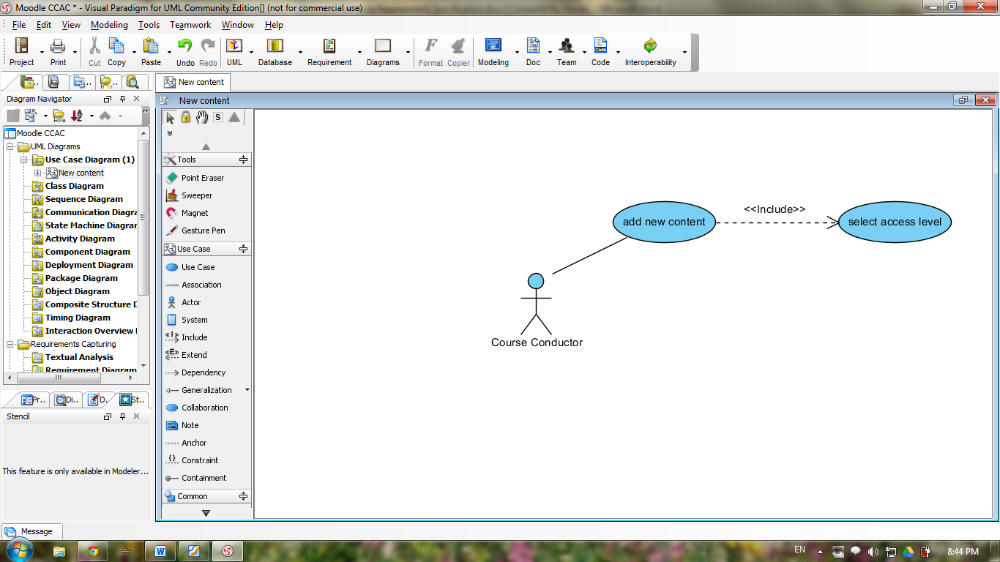 Moodle CCAC * - Visual Paradigm for UML Community Edition[] (not for commercial use)
File Edit View Modeling Tools Teamwork Window Help
Project Print Cut Copy Paste Undo Redo UML Database Requirement Diagrams Format Copier Modeling Doc Team Code Interoperability
New content
Diagram Navigator
New content
S
Moodle CCAC
UML Diagrams
Use Case Diagram (1)
New content
Class Diagram
Sequence Diagram
Communication Diagra
State Machine Diagrar
Activity Diagram
Component Diagram
Deployment Diagram
Package Diagram
Object Diagram
Composite Structure D
Timing Diagram
Interaction Overview
Requirements Capturing
Textual Analysis
Requirement Diagram
Pr.. Di.. D. St..
Stencil
This feature is only available in Modeler...
Tools
Point Eraser
Sweeper
Magnet
Gesture Pen
Use Case
Use Case
Association
Actor
System
Include
Extend
Dependency
Generalization
Collaboration
Note
Anchor
Constraint
Containment
Common
<<Include>>
add new content
select access level
Course Conductor
Message
EN
8:44 PM